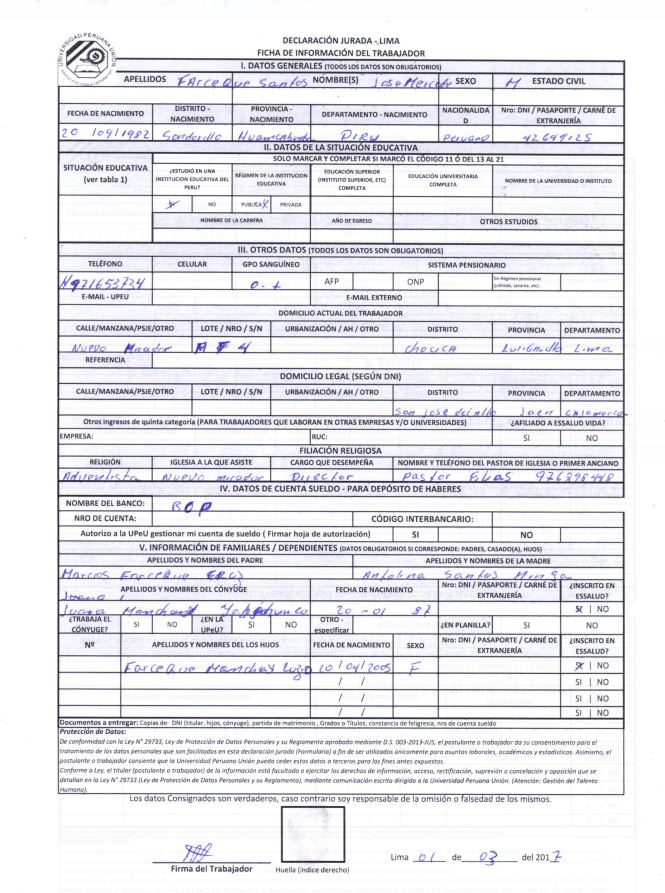 UNIVERSIDAD PERUANA UNIÓN
DECLARACIÓN JURADA - LIMA
FICHA DE INFORMACIÓN DEL TRABAJADOR
I. DATOS GENERALES (TODOS LOS DATOS SON OBLIGATORIOS)
APELLIDOS Farceque Santos NOMBRE(S) Jose Mercede SEXO M ESTADO CIVIL
FECHA DE NACIMIENTO DISTRITO - NACIMIENTO PROVINCIA - NACIMIENTO DEPARTAMENTO - NACIMIENTO NACIONALIDAD Nro: DNI / PASAPORTE / CARNÉ DE EXTRANJERÍA
20 /09/1982 Sondorillo Huancabamba Peruano
II. DATOS DE LA SITUACIÓN EDUCATIVA
SITUACIÓN EDUCATIVA (ver tabla 1)
SOLO MARCAR Y COMPLETAR SI MARCÓ EL CÓDIGO 11 Ó DEL 13 AL 21
¿ESTUDIÓ EN UNA INSTITUCION EDUCATIVA DEL PERU? RÉGIMEN DE LA INSTITUCION EDUCATIVA EDUCACIÓN SUPERIOR (INSTITUTO SUPERIOR, ETC) COMPLETA EDUCACIÓN UNIVERSITARIA COMPLETA NOMBRE DE LA UNIVERSIDAD O INSTITUTO
X NO PUBLICA X PRIVADA
NOMBRE DE LA CARRERA AÑO DE EGRESO OTROS ESTUDIOS
III. OTROS DATOS (TODOS LOS DATOS SON OBLIGATORIOS)
TELÉFONO CELULAR GPO SANGUÍNEO SISTEMA PENSIONARIO
921653734 O.+ AFP ONP Sin Régimen provisional (jubilado, sesante, etc).
E-MAIL - UPEU E-MAIL EXTERNO
DOMICILIO ACTUAL DEL TRABAJADOR
CALLE/MANZANA/PSJE/OTRO LOTE / NRO / S/N URBANIZACIÓN / AH / OTRO DISTRITO PROVINCIA DEPARTAMENTO
Nuevo Mirador chosica Lima
REFERENCIA
DOMICILIO LEGAL (SEGÚN DNI)
CALLE/MANZANA/PSJE/OTRO LOTE / NRO / S/N URBANIZACIÓN / AH / OTRO DISTRITO PROVINCIA DEPARTAMENTO
San Jose del Alto Jaen Cajamarca
Otros ingresos de quinta categoría (PARA TRABAJADORES QUE LABORAN EN OTRAS EMPRESAS Y/O UNIVERSIDADES) ¿AFILIADO A ESSALUD VIDA?
EMPRESA: RUC: SI NO
FILIACIÓN RELIGIOSA
RELIGIÓN IGLESIA A LA QUE ASISTE CARGO QUE DESEMPEÑA NOMBRE Y TELÉFONO DEL PASTOR DE IGLESIA O PRIMER ANCIANO
Adventista Nuevo mirador Director Pastor Elias 976398448
IV. DATOS DE CUENTA SUELDO - PARA DEPÓSITO DE HABERES
NOMBRE DEL BANCO: BCP
NRO DE CUENTA: CÓDIGO INTERBANCARIO:
Autorizo a la UPeU gestionar mi cuenta de sueldo ( Firmar hoja de autorización) SI NO
V. INFORMACIÓN DE FAMILIARES / DEPENDIENTES (DATOS OBLIGATORIOS SI CORRESPONDE: PADRES, CASADO(A), HIJOS)
APELLIDOS Y NOMBRES DEL PADRE APELLIDOS Y NOMBRES DE LA MADRE
Marcos Farceque Cruz Antolina Santos Minga
Juana APELLIDOS Y NOMBRES DEL CÓNYUGE FECHA DE NACIMIENTO Nro: DNI / PASAPORTE / CARNÉ DE EXTRANJERÍA ¿INSCRITO EN ESSALUD?
Juana Manchay 20 -01 87 SI | NO
¿TRABAJA EL CÓNYUGE? SI NO ¿EN LA UPeU? SI NO OTRO - especificar ¿EN PLANILLA? SI NO
Nº APELLIDOS Y NOMBRES DE LOS HIJOS FECHA DE NACIMIENTO SEXO Nro: DNI / PASAPORTE / CARNÉ DE EXTRANJERÍA ¿INSCRITO EN ESSALUD?
Farceque Manchay 20/04/2005 F SI | NO
/ / SI | NO
/ / SI | NO
/ / SI | NO
Documentos a entregar: Copias de: DNI (titular, hijos, cónyuge), partida de matrimonio , Grados o Títulos, constancia de feligresia, nro de cuenta sueldo
Protección de Datos:
De conformidad con la Ley N° 29733, Ley de Protección de Datos Personales y su Reglamento aprobado mediante D.S. 003-2013-JUS, el postulante o trabajador da su consentimiento para el
tratamiento de los datos personales que son facilitados en esta declaración jurada (Formulario) a fin de ser utilizados únicamente para asuntos laborales, académicos y estadísticos. Asimismo, el
postulante o trabajador consiente que la Universidad Peruana Unión pueda ceder estos datos a terceros para los fines antes expuestos.
Conforme a Ley, el titular (postulante o trabajador) de la información está facultado a ejercitar los derechos de información, acceso, rectificación, supresión o cancelación y oposición que se
detallan en la Ley N° 29733 (Ley de Protección de Datos Personales y su Reglamento), mediante comunicación escrita dirigida a la Universidad Peruana Unión. (Atención: Gestión del Talento
Humano).
Los datos Consignados son verdaderos, caso contrario soy responsable de la omisión o falsedad de los mismos.
Firma del Trabajador Huella (índice derecho) Lima 01 de 03 del 2017